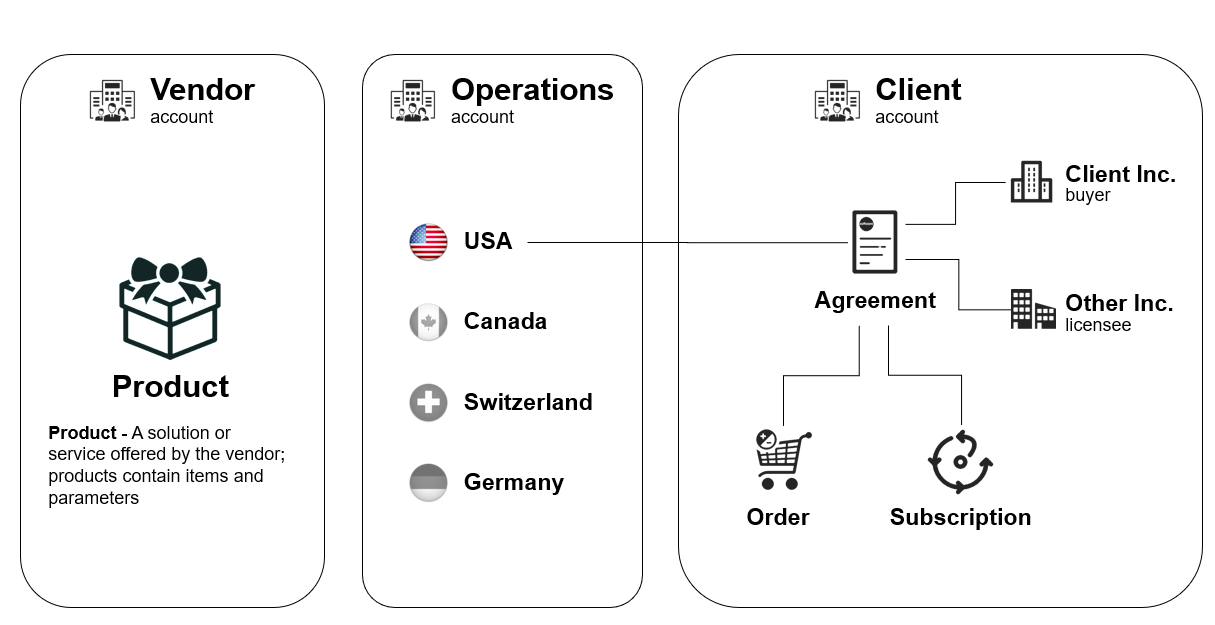 Vendor
account
Product
Product - A solution or
service offered by the vendor;
products contain items and
parameters
Operations
account
USA
Canada
Switzerland
Germany
Client
account
Client Inc.
buyer
Agreement
Other Inc.
licensee
Order
Subscription